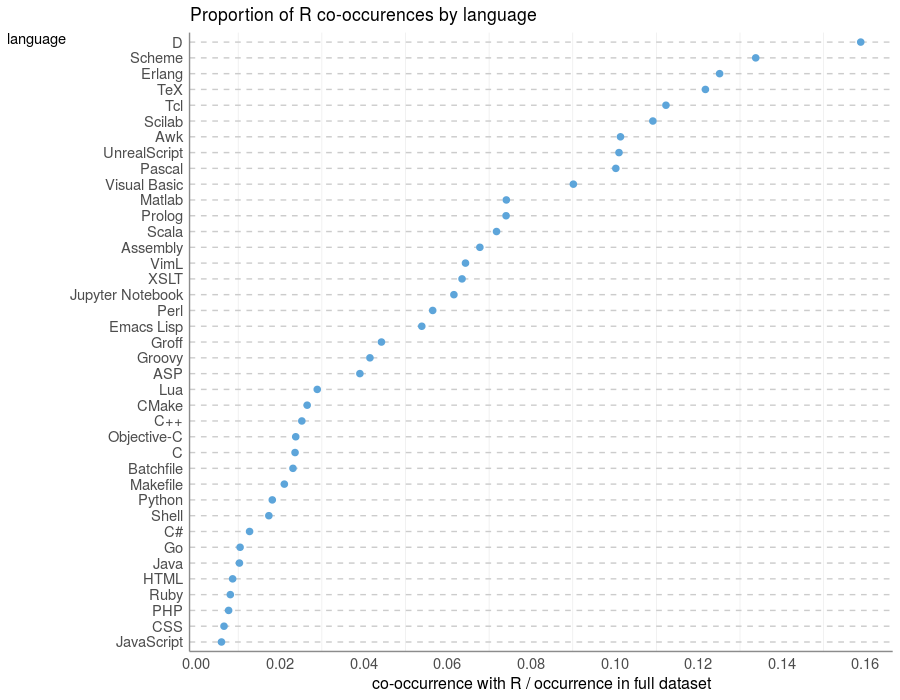 Proportion of R co-occurences by language
language
D
Scheme
Erlang
TeX
Tcl
Scilab
Awk
UnrealScript
Pascal
Visual Basic
Matlab
Prolog
Scala
Assembly
VimL
XSLT
Jupyter Notebook
Perl
Emacs Lisp
Groff
Groovy
ASP
Lua
CMake
C++
Objective-C
C
Batchfile
Makefile
Python
Shell
C#
Go
Java
HTML
Ruby
PHP
CSS
JavaScript
0.00 0.02 0.04 0.06 0.08 0.10 0.12 0.14 0.16
co-occurrence with R / occurrence in full dataset